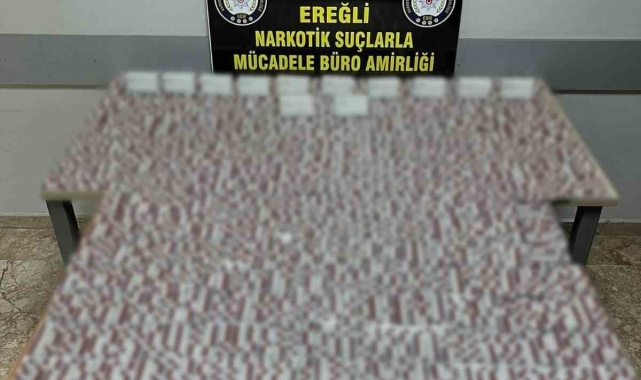 EREĞLİ
NARKOTİK SUÇLARLA
MÜCADELE BÜRO AMİRLİĞİ